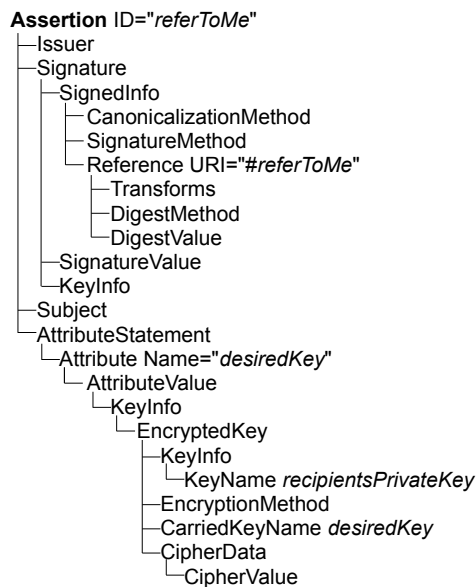 Assertion ID="referToMe"
Issuer
Signature
SignedInfo
CanonicalizationMethod
SignatureMethod
Reference URI="#referToMe"
Transforms
DigestMethod
DigestValue
SignatureValue
KeyInfo
Subject
AttributeStatement
Attribute Name="desiredKey"
AttributeValue
KeyInfo
EncryptedKey
KeyInfo
KeyName recipientsPrivateKey
EncryptionMethod
CarriedKeyName desiredKey
CipherData
CipherValue